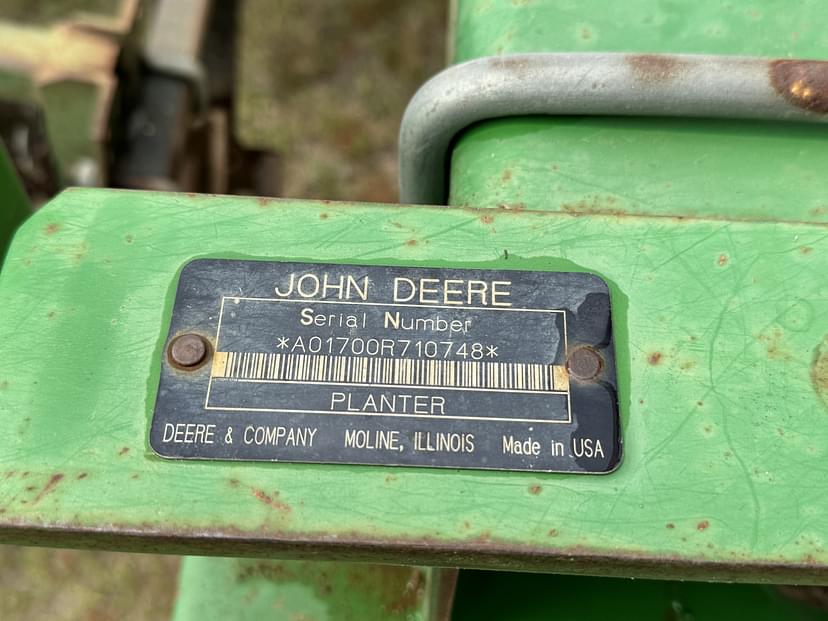 JOHN DEERE
Serial Number
*A01700R710748*
PLANTER
DEERE & COMPANY MOLINE, ILLINOIS Made in USA